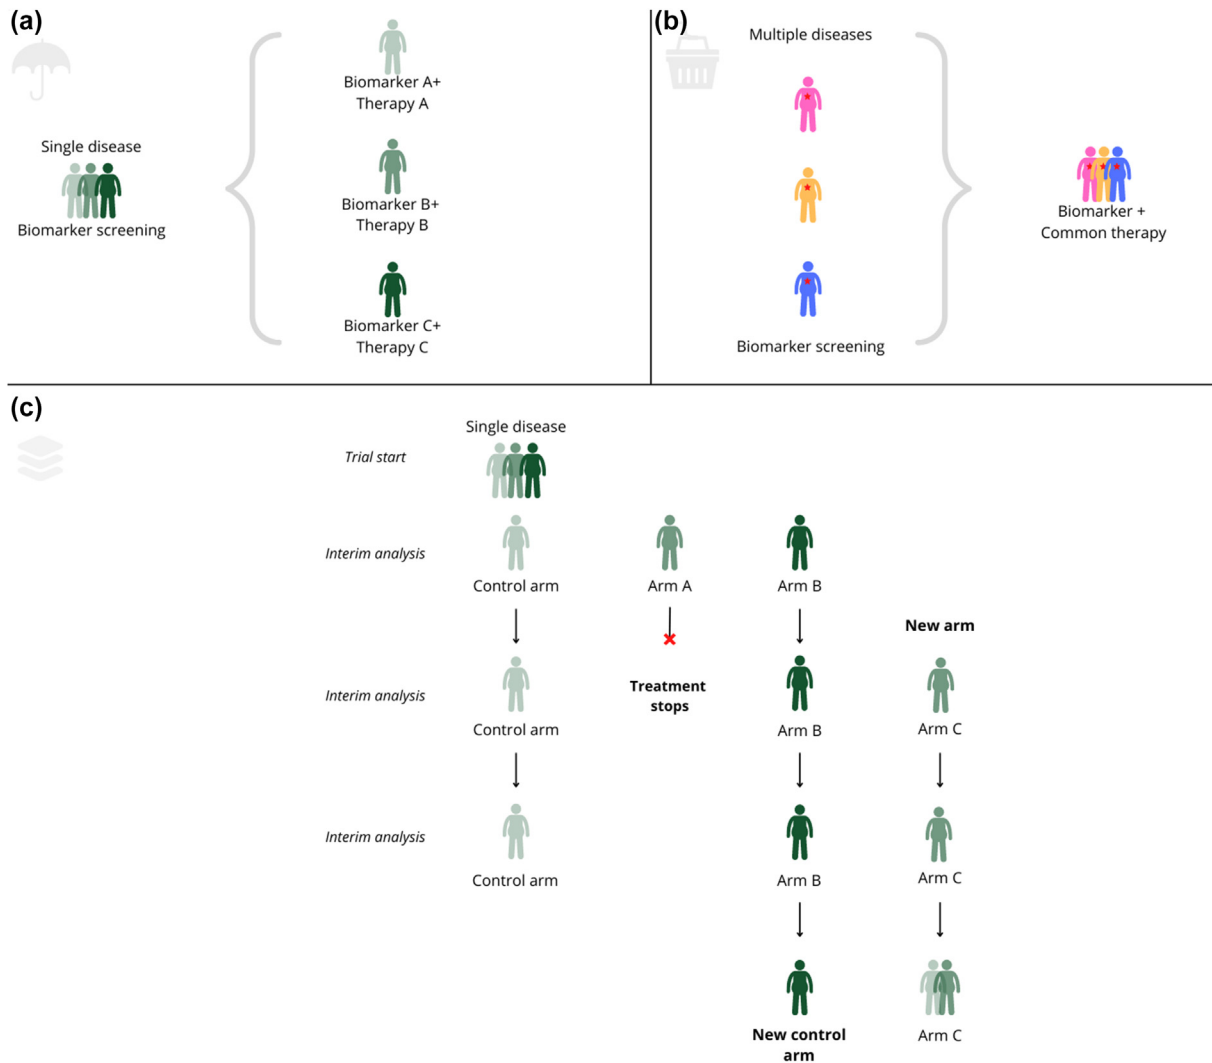 (a)
Single disease
Biomarker screening
Biomarker A+
Therapy A
Biomarker B+
Therapy B
Biomarker C+
Therapy C
(b)
Multiple diseases
Biomarker screening
Biomarker +
Common therapy
(c)
Single disease
Trial start
Interim analysis
Control arm
Arm A
Arm B
New arm
Interim analysis
Treatment
stops
Control arm
Arm B
Arm C
Interim analysis
Control arm
Arm B
Arm C
New control
arm
Arm C